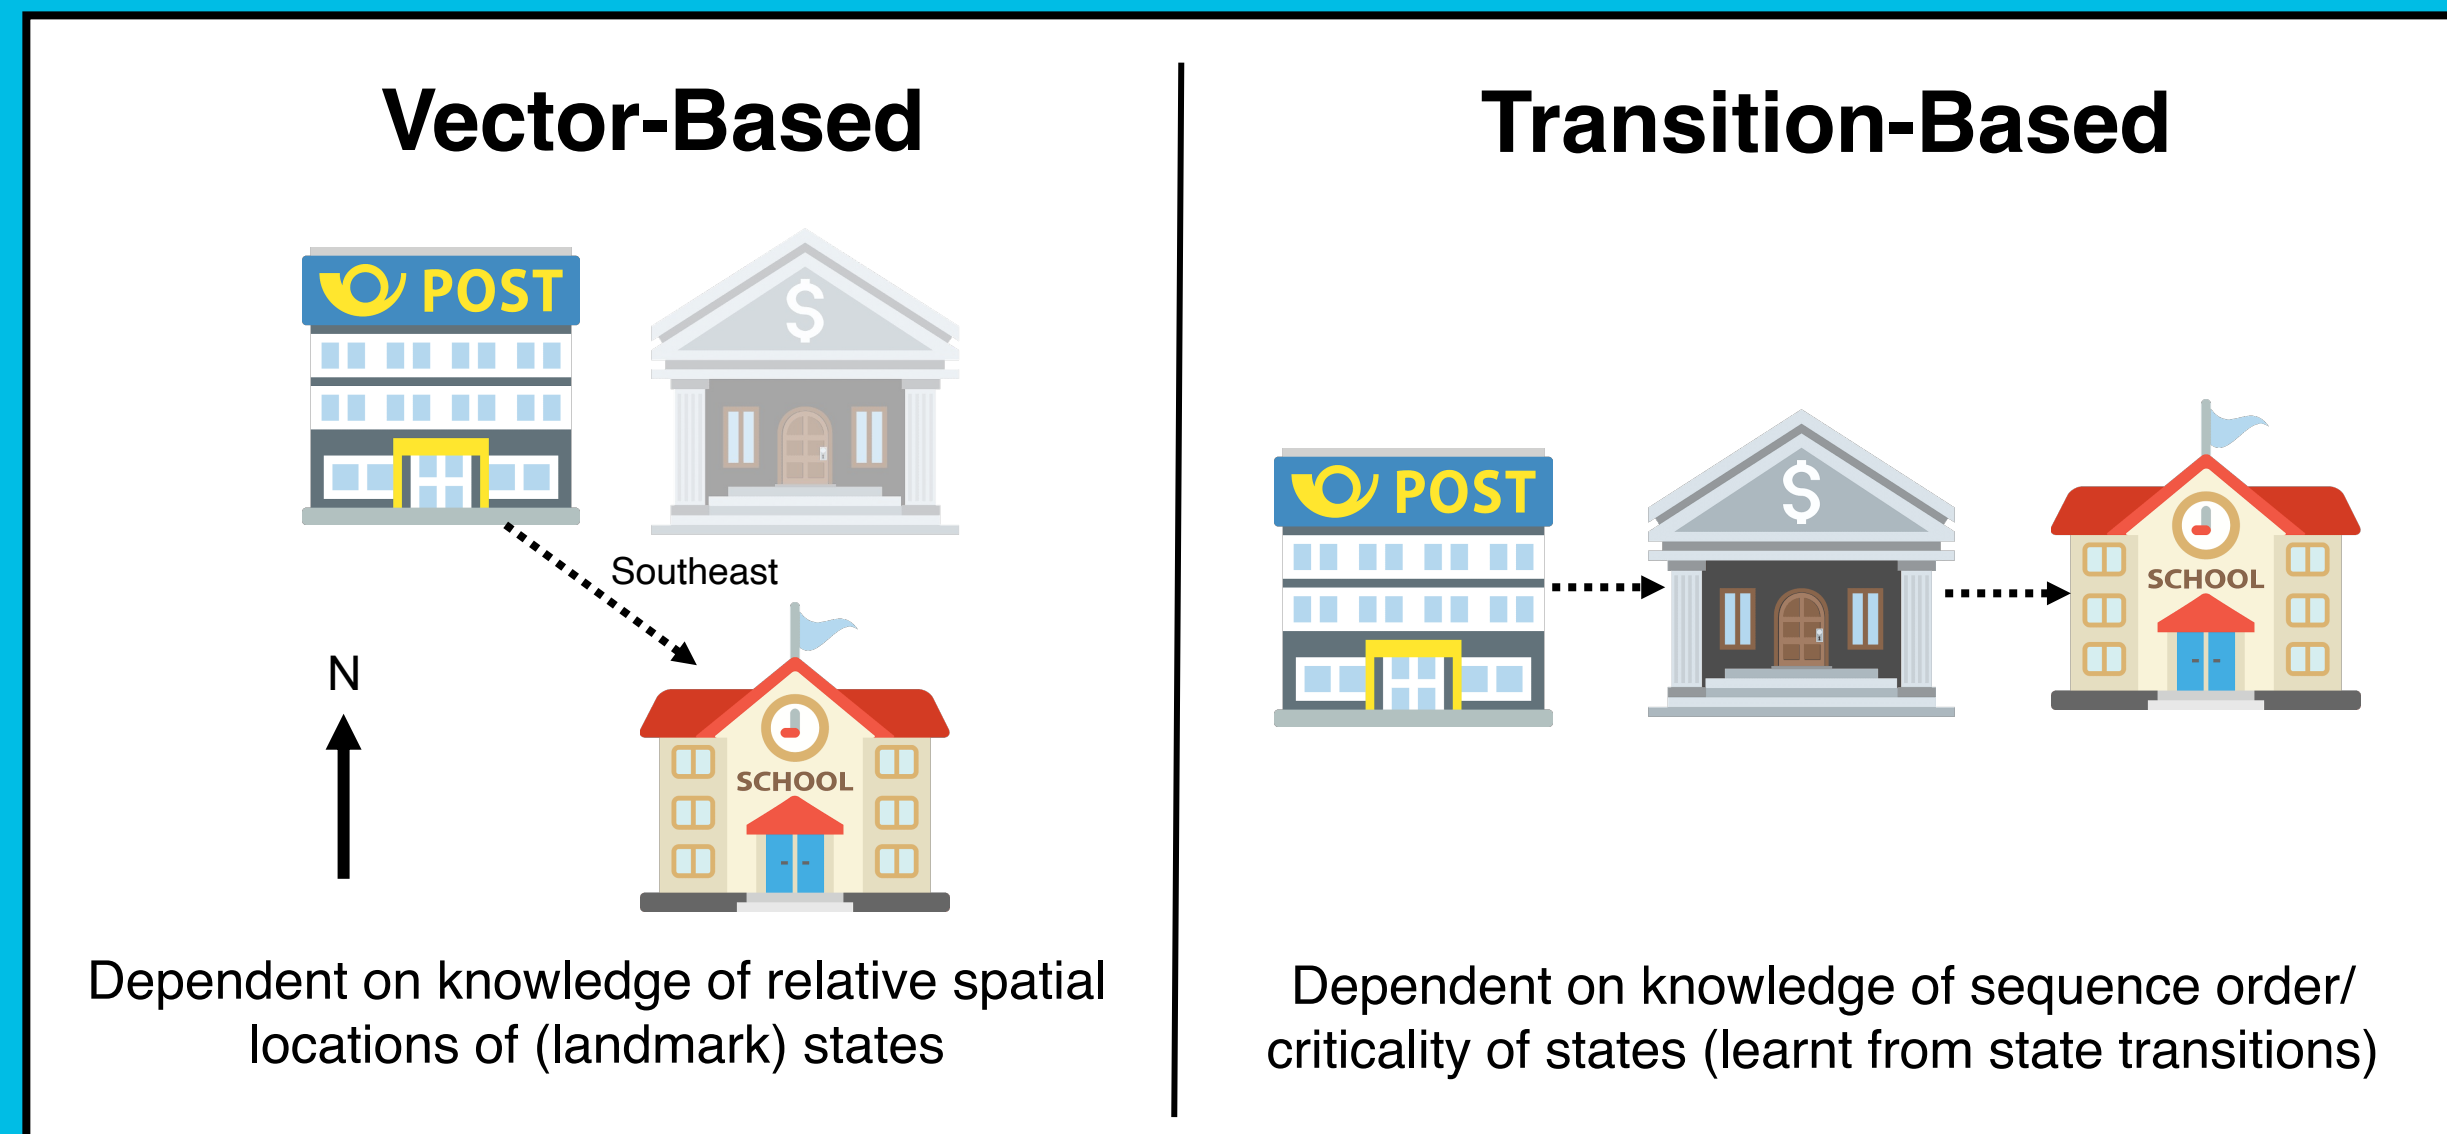 Vector-Based
POST
$
Southeast
N
SCHOOL
Dependent on knowledge of relative spatial
locations of (landmark) states
Transition-Based
POST
$
SCHOOL
Dependent on knowledge of sequence order/
criticality of states (learnt from state transitions)